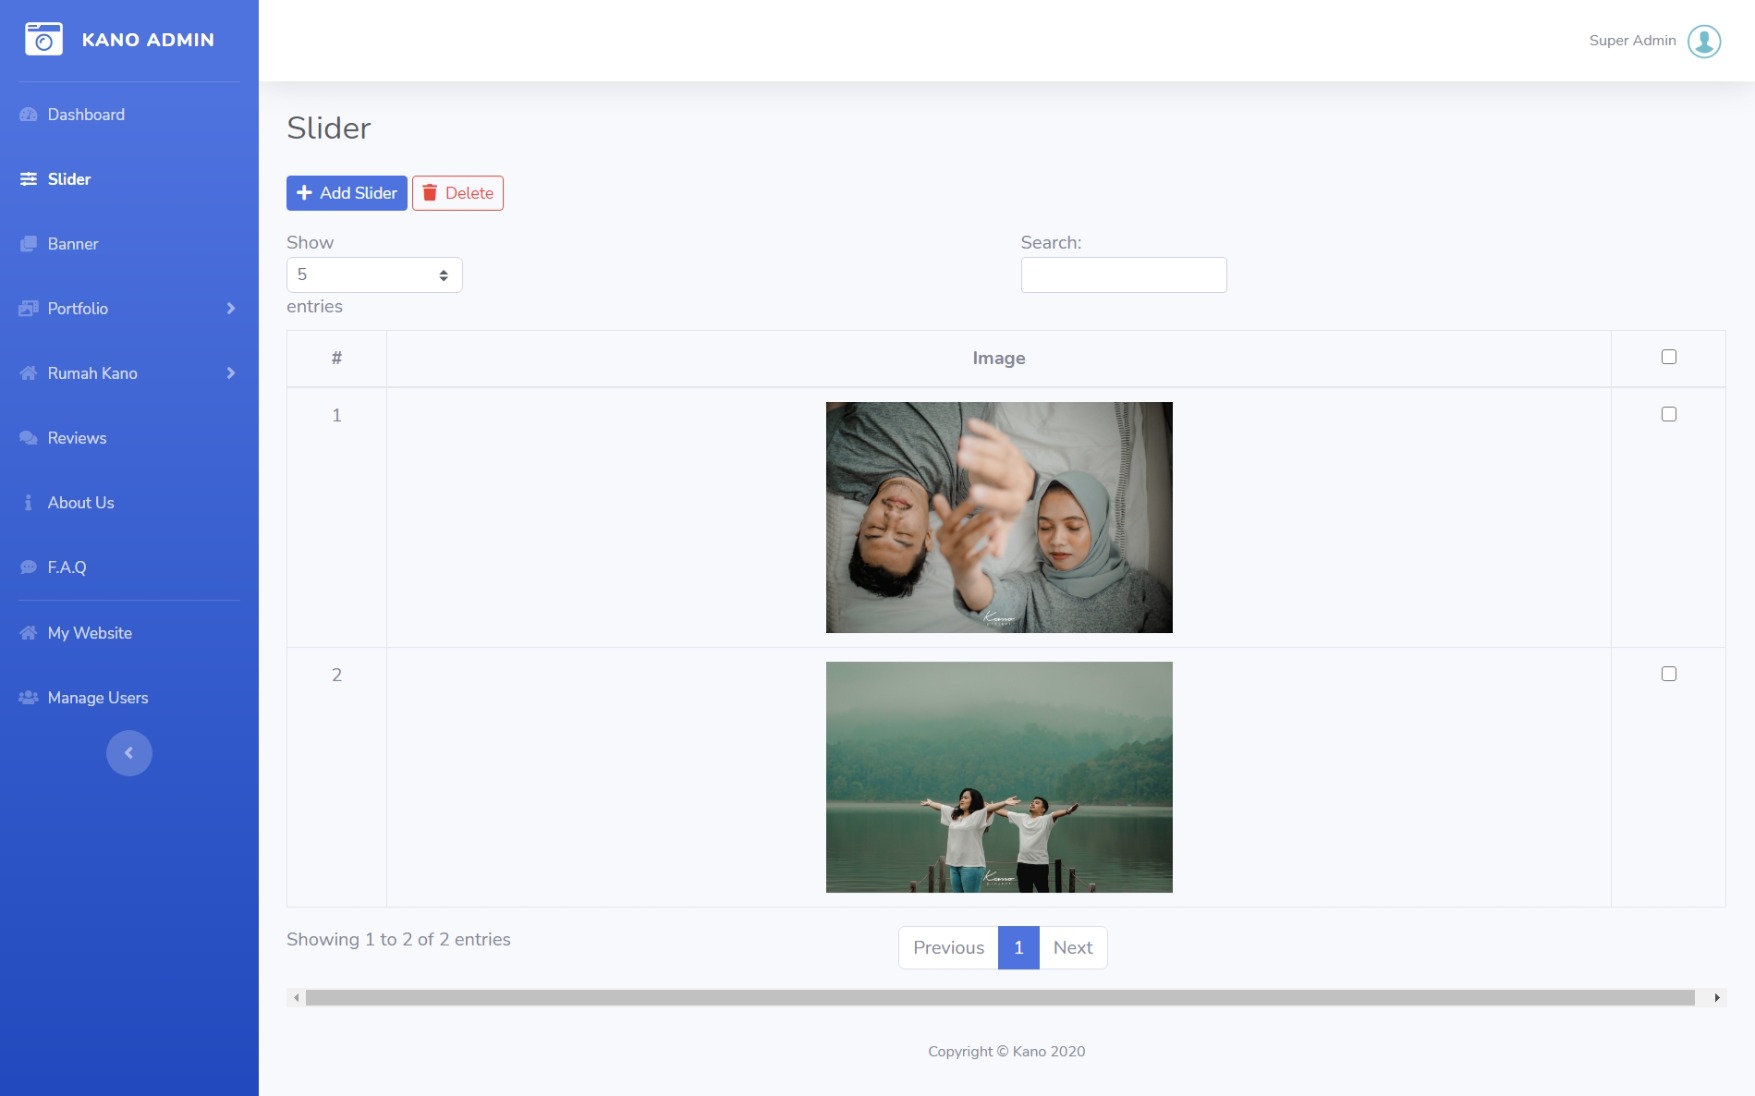 KANO ADMIN
Super Admin
Dashboard
Slider
Banner
Portfolio
Rumah Kano
Reviews
About Us
F.A.Q
My Website
Manage Users
Slider
Add Slider
Delete
Show
5
entries
Search:
# Image
1
Kano
2
Kano
Showing 1 to 2 of 2 entries
Previous 1 Next
Copyright © Kano 2020